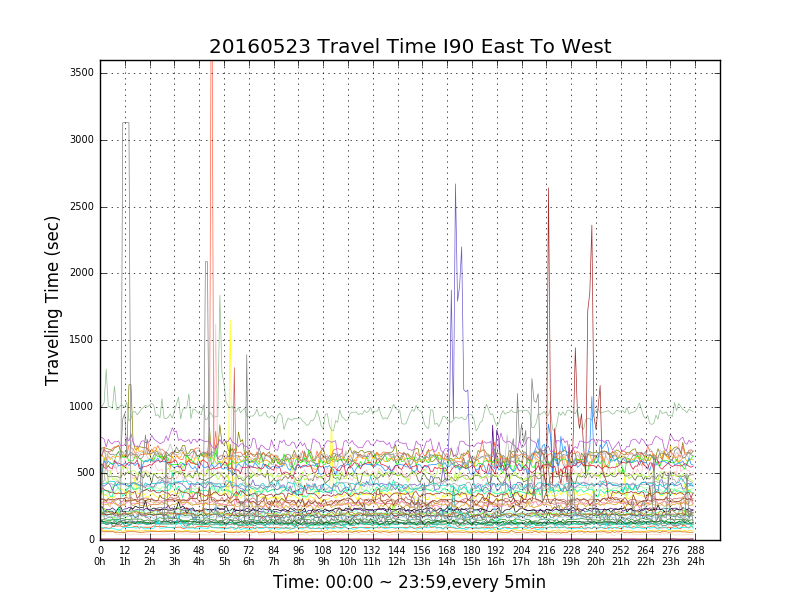 20160523 Travel Time I90 East To West
Traveling Time (sec)
3500
3000
2500
2000
1500
1000
500
0
0 12 24 36 48 60 72 84 96 108 120 132 144 156 168 180 192 204 216 228 240 252 264 276 288
0h 1h 2h 3h 4h 5h 6h 7h 8h 9h 10h 11h 12h 13h 14h 15h 16h 17h 18h 19h 20h 21h 22h 23h 24h
Time: 00:00 ~ 23:59,every 5min